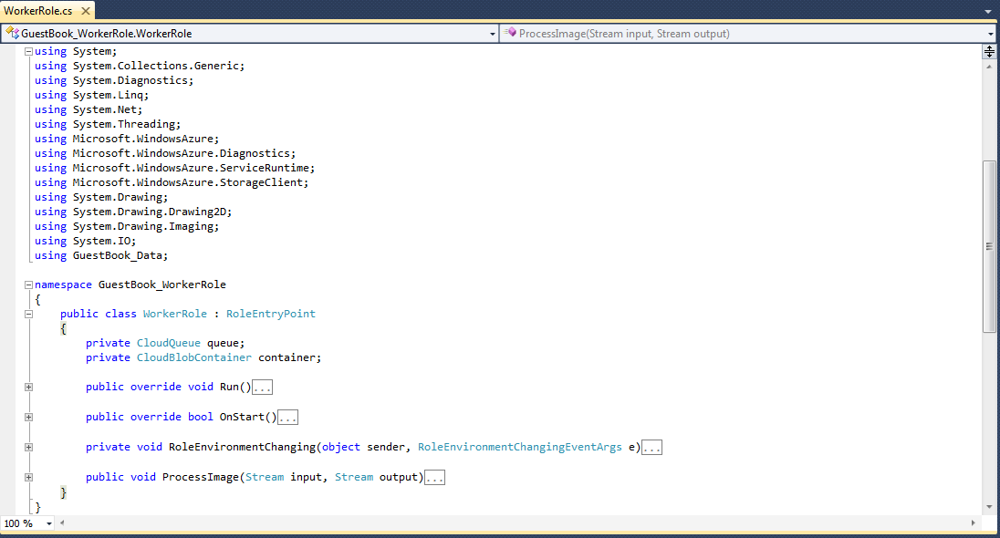 WorkerRole.cs
GuestBook_WorkerRole.WorkerRole
ProcessImage(Stream input, Stream output)
using System;
using System.Collections.Generic;
using System.Diagnostics;
using System.Linq;
using System.Net;
using System.Threading;
using Microsoft.WindowsAzure;
using Microsoft.WindowsAzure.Diagnostics;
using Microsoft.WindowsAzure.ServiceRuntime;
using Microsoft.WindowsAzure.StorageClient;
using System.Drawing;
using System.Drawing.Drawing2D;
using System.Drawing.Imaging;
using System.IO;
using GuestBook_Data;
namespace GuestBook_WorkerRole
{
public class WorkerRole : RoleEntryPoint
{
private CloudQueue queue;
private CloudBlobContainer container;
public override void Run()...
public override bool OnStart()...
private void RoleEnvironmentChanging(object sender, RoleEnvironmentChangingEventArgs e)...
public void ProcessImage(Stream input, Stream output)...
}
}
100 %